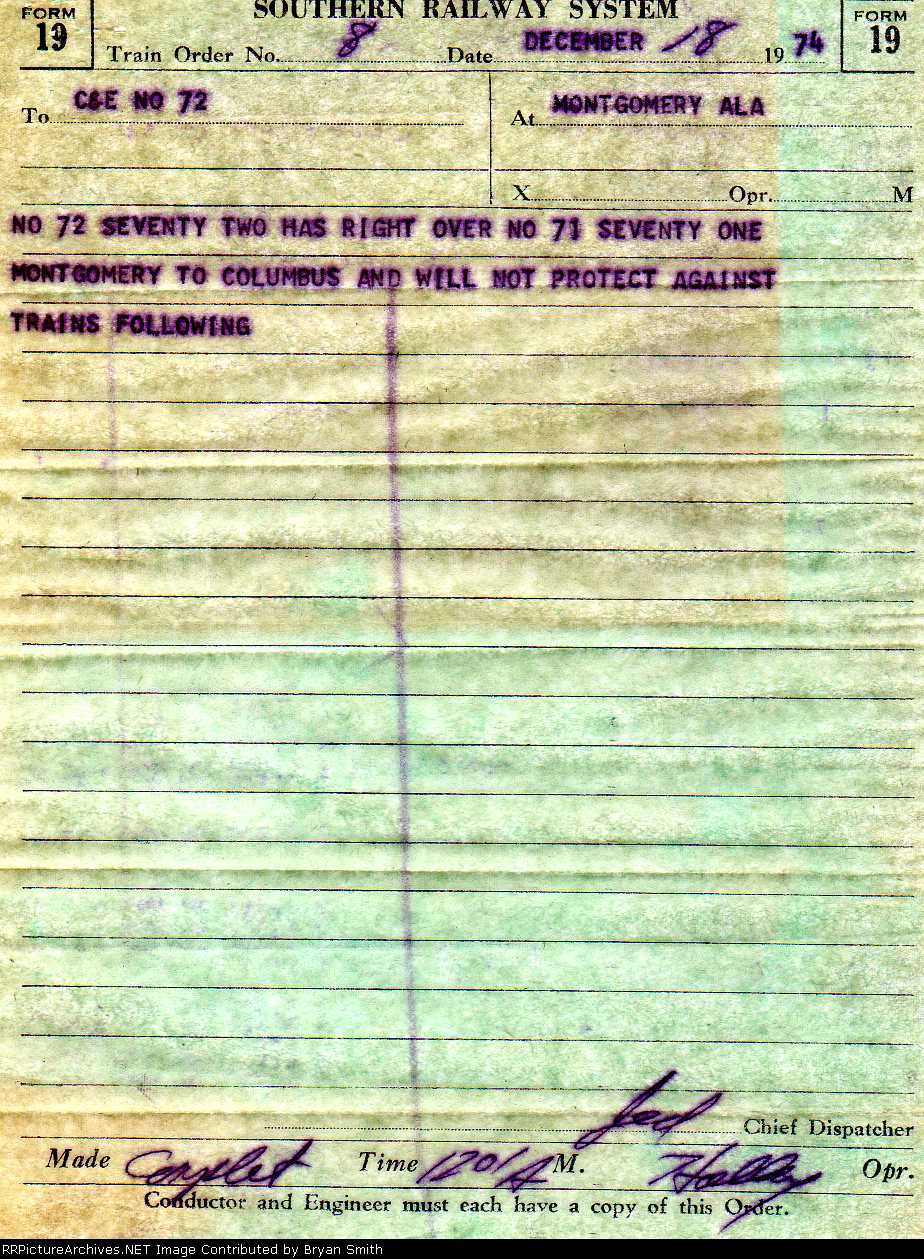 FORM 19 SOUTHERN RAILWAY SYSTEM FORM 19
Train Order No. 8 Date DECEMBER 18 1974
To C&E NO 72 At MONTGOMERY ALA
X Opr. M
NO 72 SEVENTY TWO HAS RIGHT OVER NO 71 SEVENTY ONE
MONTGOMERY TO COLUMBUS AND WILL NOT PROTECT AGAINST
TRAINS FOLLOWING
Chief Dispatcher
Made Complet Time 1201 A M. Opr.
Conductor and Engineer must each have a copy of this Order.
RRPictureArchives.NET Image Contributed by Bryan Smith